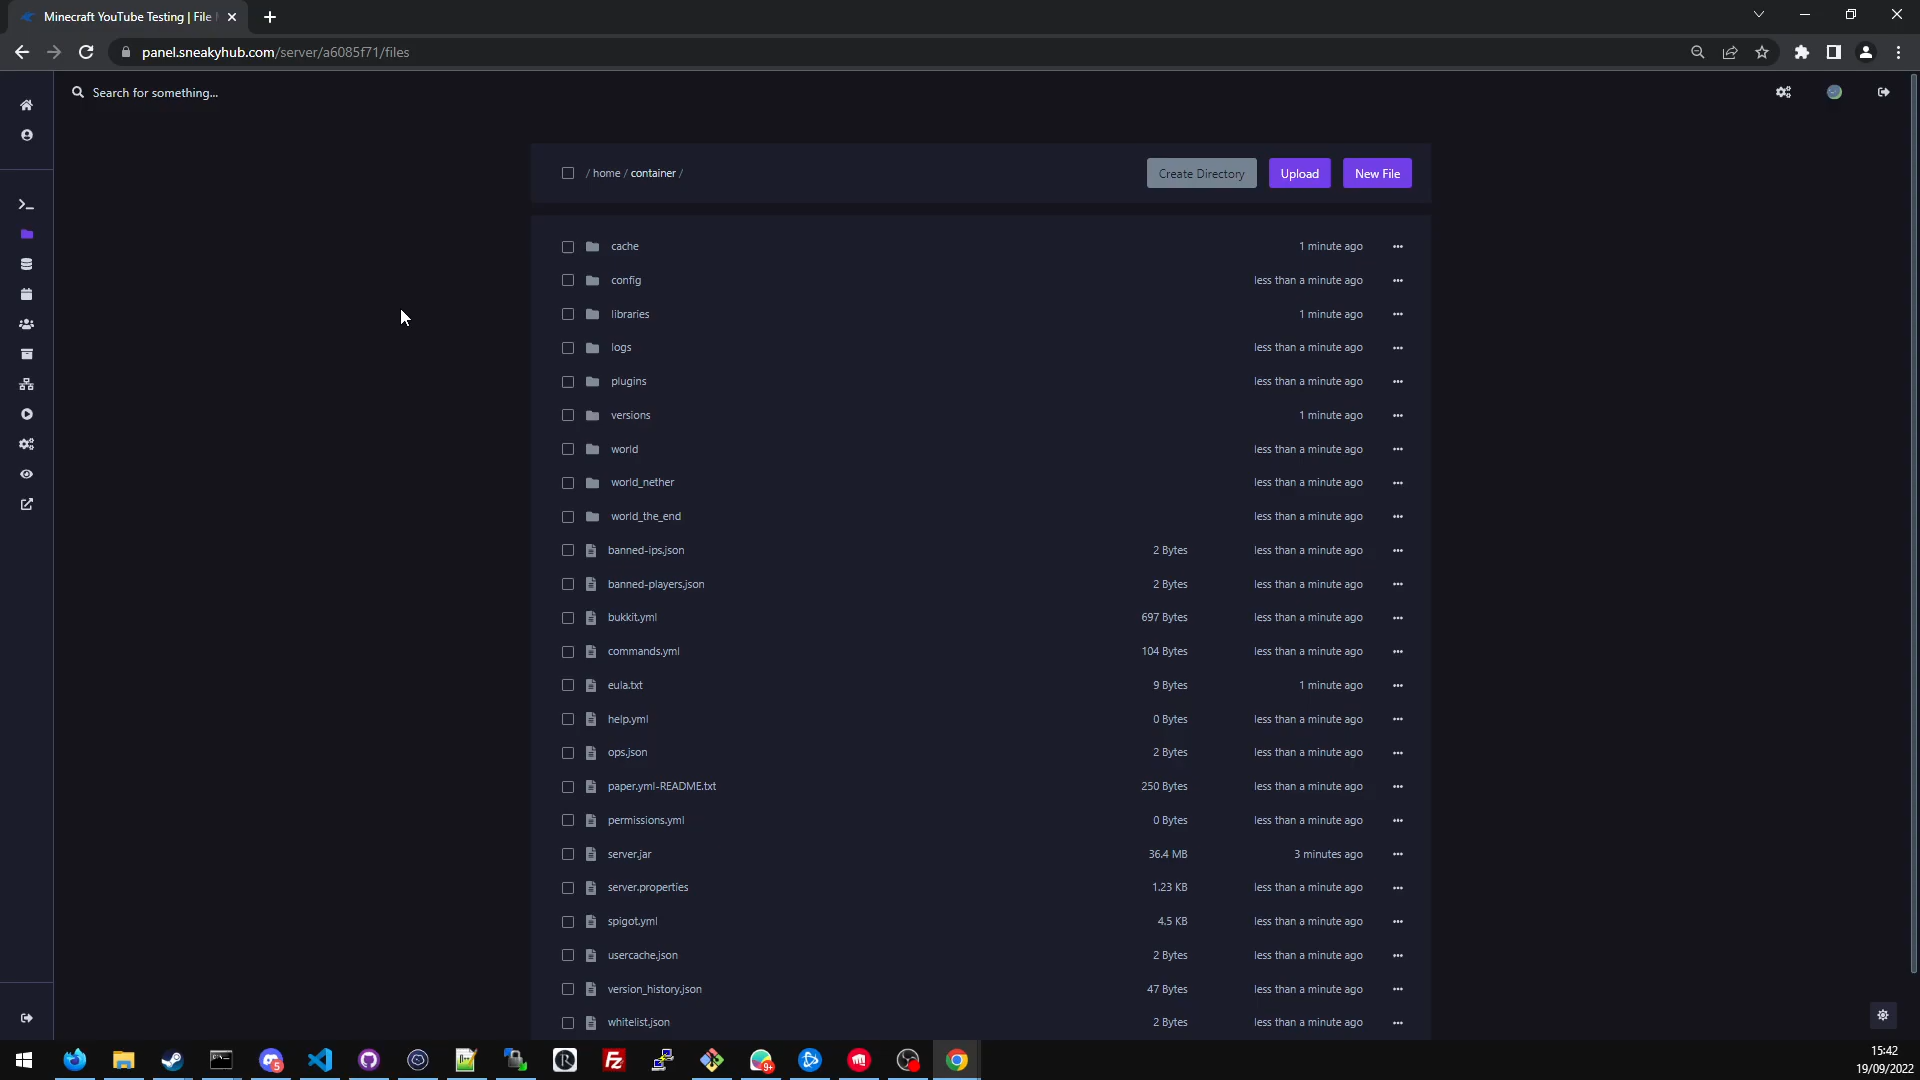 Minecraft YouTube Testing | File
panel.sneakyhub.com/server/a6085f71/files
Search for something...
/ home / container /
Create Directory
Upload
New File
cache 1 minute ago
config less than a minute ago
libraries 1 minute ago
logs less than a minute ago
plugins less than a minute ago
versions 1 minute ago
world less than a minute ago
world_nether less than a minute ago
world_the_end less than a minute ago
banned-ips.json 2 Bytes less than a minute ago
banned-players.json 2 Bytes less than a minute ago
bukkit.yml 697 Bytes less than a minute ago
commands.yml 104 Bytes less than a minute ago
eula.txt 9 Bytes 1 minute ago
help.yml 0 Bytes less than a minute ago
ops.json 2 Bytes less than a minute ago
paper.yml-README.txt 250 Bytes less than a minute ago
permissions.yml 0 Bytes less than a minute ago
server.jar 36.4 MB 3 minutes ago
server.properties 1.23 KB less than a minute ago
spigot.yml 4.5 KB less than a minute ago
usercache.json 2 Bytes less than a minute ago
version_history.json 47 Bytes less than a minute ago
whitelist.json 2 Bytes less than a minute ago
5
9+
15:42
19/09/2022